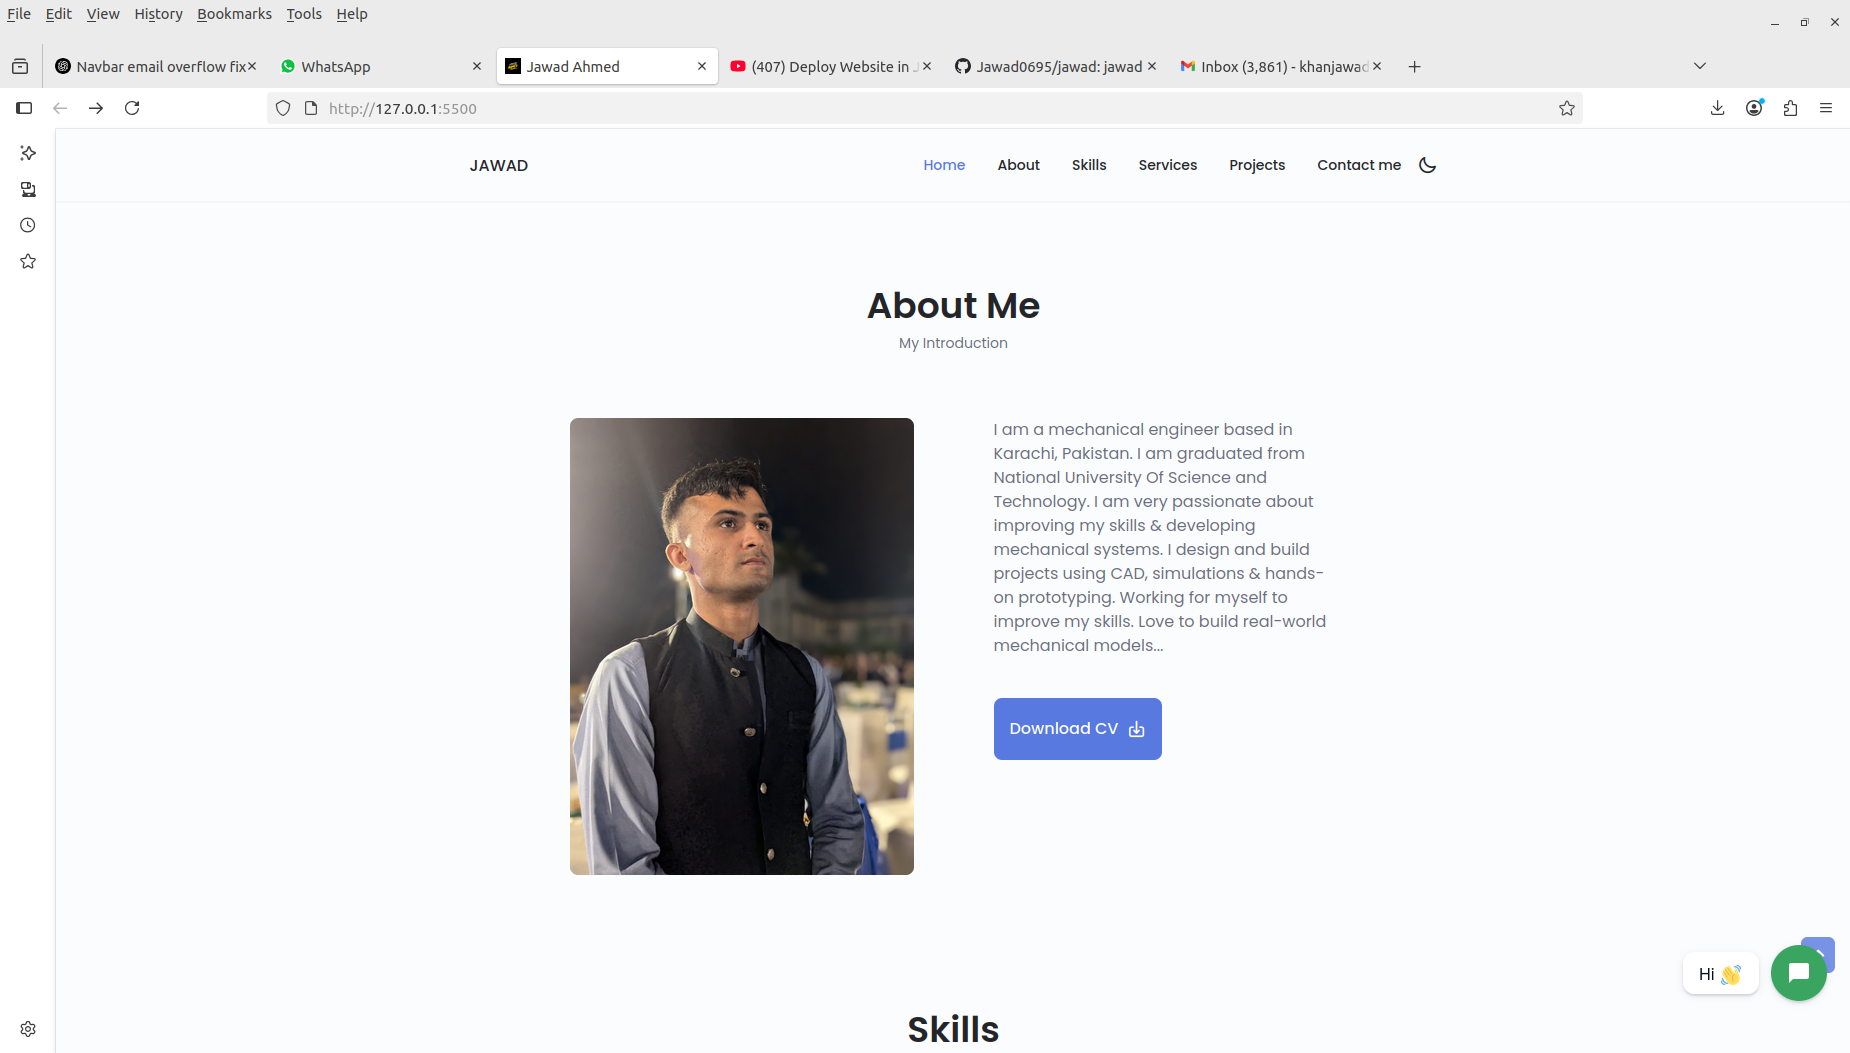 File Edit View History Bookmarks Tools Help
Navbar email overflow fix
WhatsApp
Jawad Ahmed
(407) Deploy Website in J
Jawad0695/jawad: jawad
Inbox (3,861) - khanjawad
http://127.0.0.1:5500
JAWAD
Home About Skills Services Projects Contact me
About Me
My Introduction
I am a mechanical engineer based in
Karachi, Pakistan. I am graduated from
National University Of Science and
Technology. I am very passionate about
improving my skills & developing
mechanical systems. I design and build
projects using CAD, simulations & hands-
on prototyping. Working for myself to
improve my skills. Love to build real-world
mechanical models...
Download CV
Hi 👋
Skills